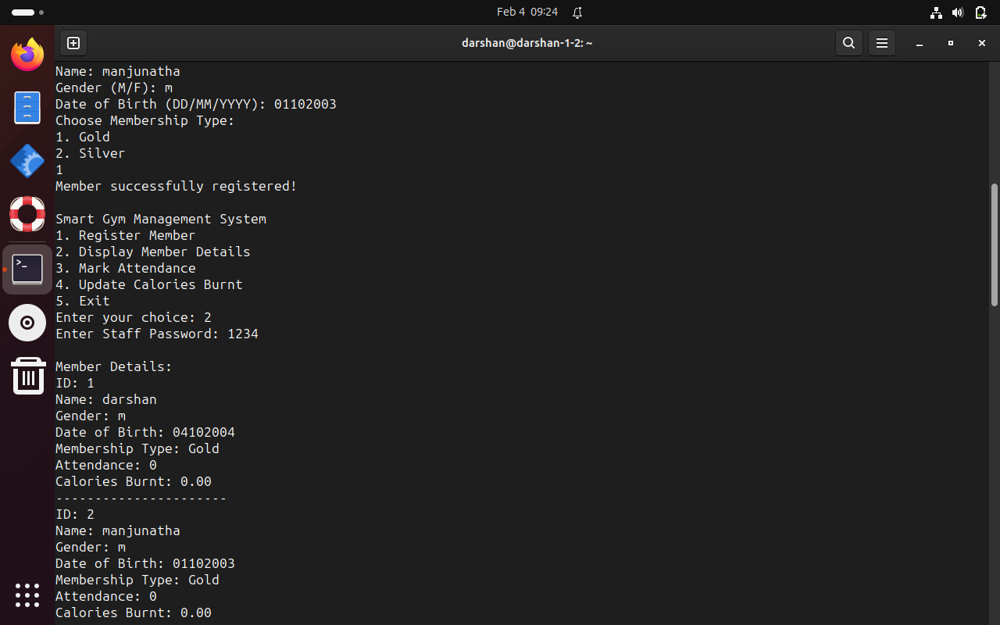 Feb 4 09:24
darshan@darshan-1-2: ~
Name: manjunatha
Gender (M/F): m
Date of Birth (DD/MM/YYYY): 01102003
Choose Membership Type:
1. Gold
2. Silver
1
Member successfully registered!
Smart Gym Management System
1. Register Member
2. Display Member Details
3. Mark Attendance
4. Update Calories Burnt
5. Exit
Enter your choice: 2
Enter Staff Password: 1234
Member Details:
ID: 1
Name: darshan
Gender: m
Date of Birth: 04102004
Membership Type: Gold
Attendance: 0
Calories Burnt: 0.00
----------------------
ID: 2
Name: manjunatha
Gender: m
Date of Birth: 01102003
Membership Type: Gold
Attendance: 0
Calories Burnt: 0.00